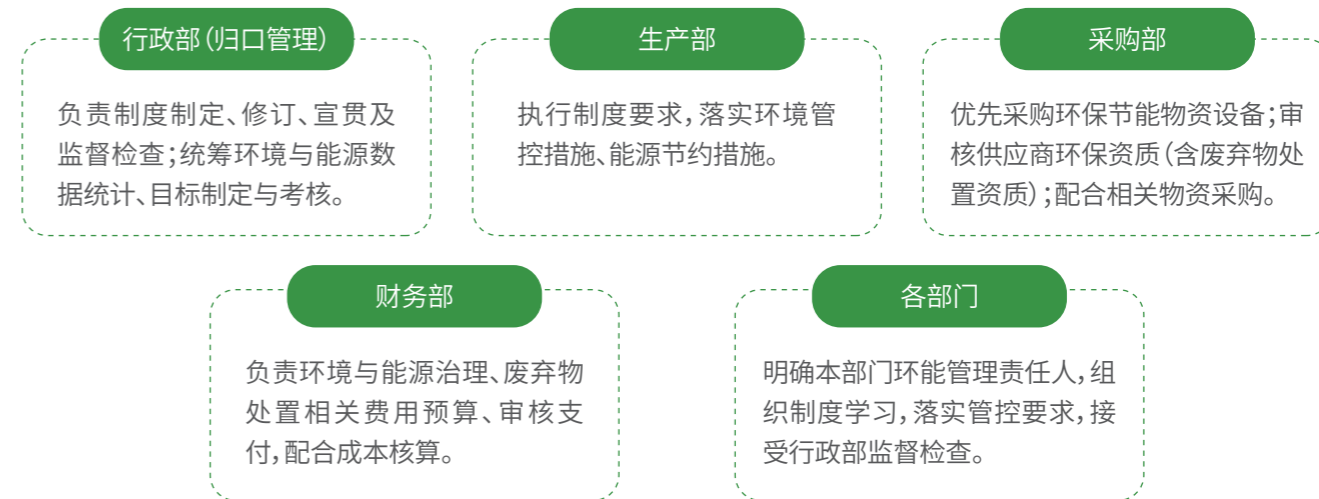 行政部(归口管理)
负责制度制定、修订、宣贯及
监督检查;统筹环境与能源数
据统计、目标制定与考核。
生产部
执行制度要求,落实环境管
控措施、能源节约措施。
采购部
优先采购环保节能物资设备;审
核供应商环保资质(含废弃物处
置资质);配合相关物资采购。
财务部
负责环境与能源治理、废弃物
处置相关费用预算、审核支
付,配合成本核算。
各部门
明确本部门环能管理责任人,组
织制度学习,落实管控要求,接
受行政部监督检查。